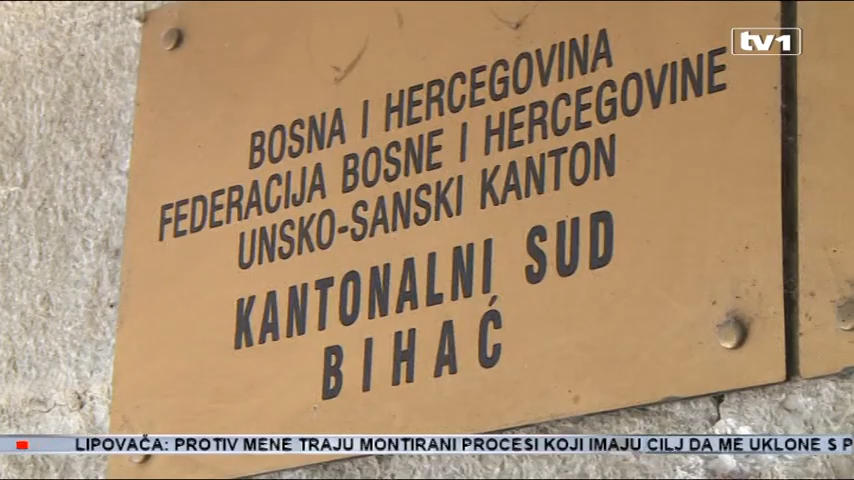 tv1
BOSNA I HERCEGOVINA
FEDERACIJA BOSNE I HERCEGOVINE
UNSKO-SANSKI KANTON
KANTONALNI SUD
BIHAĆ
LIPOVAČA: PROTIV MENE TRAJU MONTIRANI PROCESI KOJI IMAJU CILJ DA ME UKLONE S P